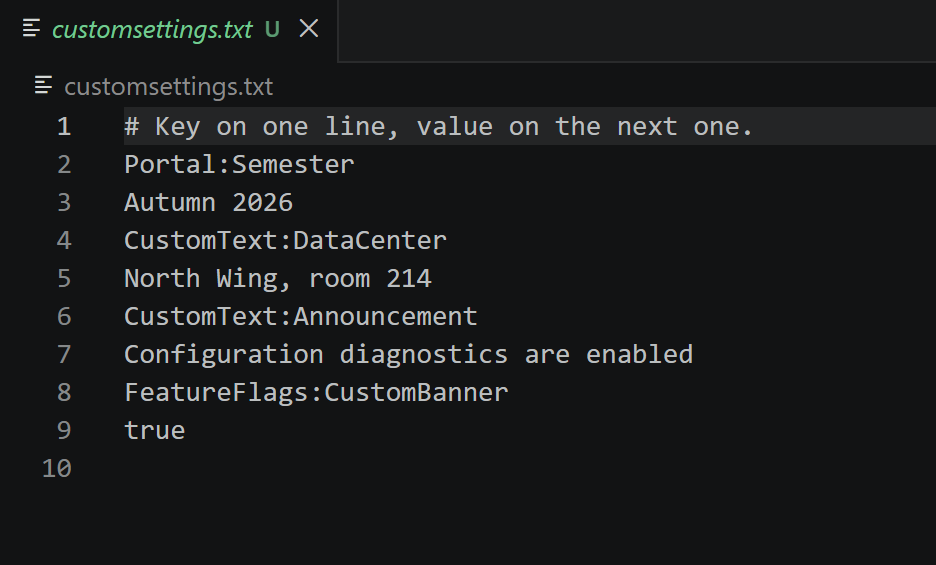 customsettings.txt U
customsettings.txt
1 # Key on one line, value on the next one.
2 Portal:Semester
3 Autumn 2026
4 CustomText:DataCenter
5 North Wing, room 214
6 CustomText:Announcement
7 Configuration diagnostics are enabled
8 FeatureFlags:CustomBanner
9 true
10